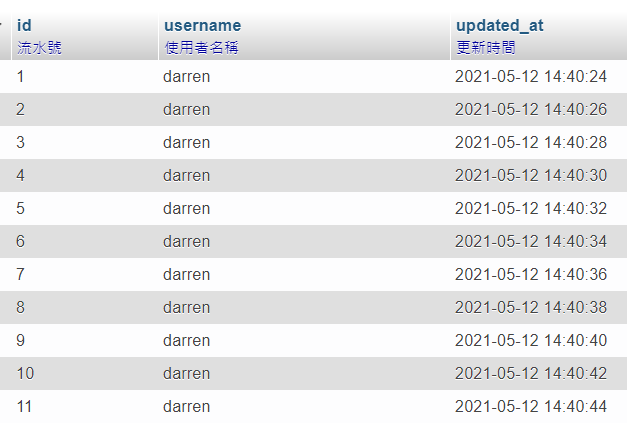 id username updated_at
流水號 使用者名稱 更新時間
1 darren 2021-05-12 14:40:24
2 darren 2021-05-12 14:40:26
3 darren 2021-05-12 14:40:28
4 darren 2021-05-12 14:40:30
5 darren 2021-05-12 14:40:32
6 darren 2021-05-12 14:40:34
7 darren 2021-05-12 14:40:36
8 darren 2021-05-12 14:40:38
9 darren 2021-05-12 14:40:40
10 darren 2021-05-12 14:40:42
11 darren 2021-05-12 14:40:44